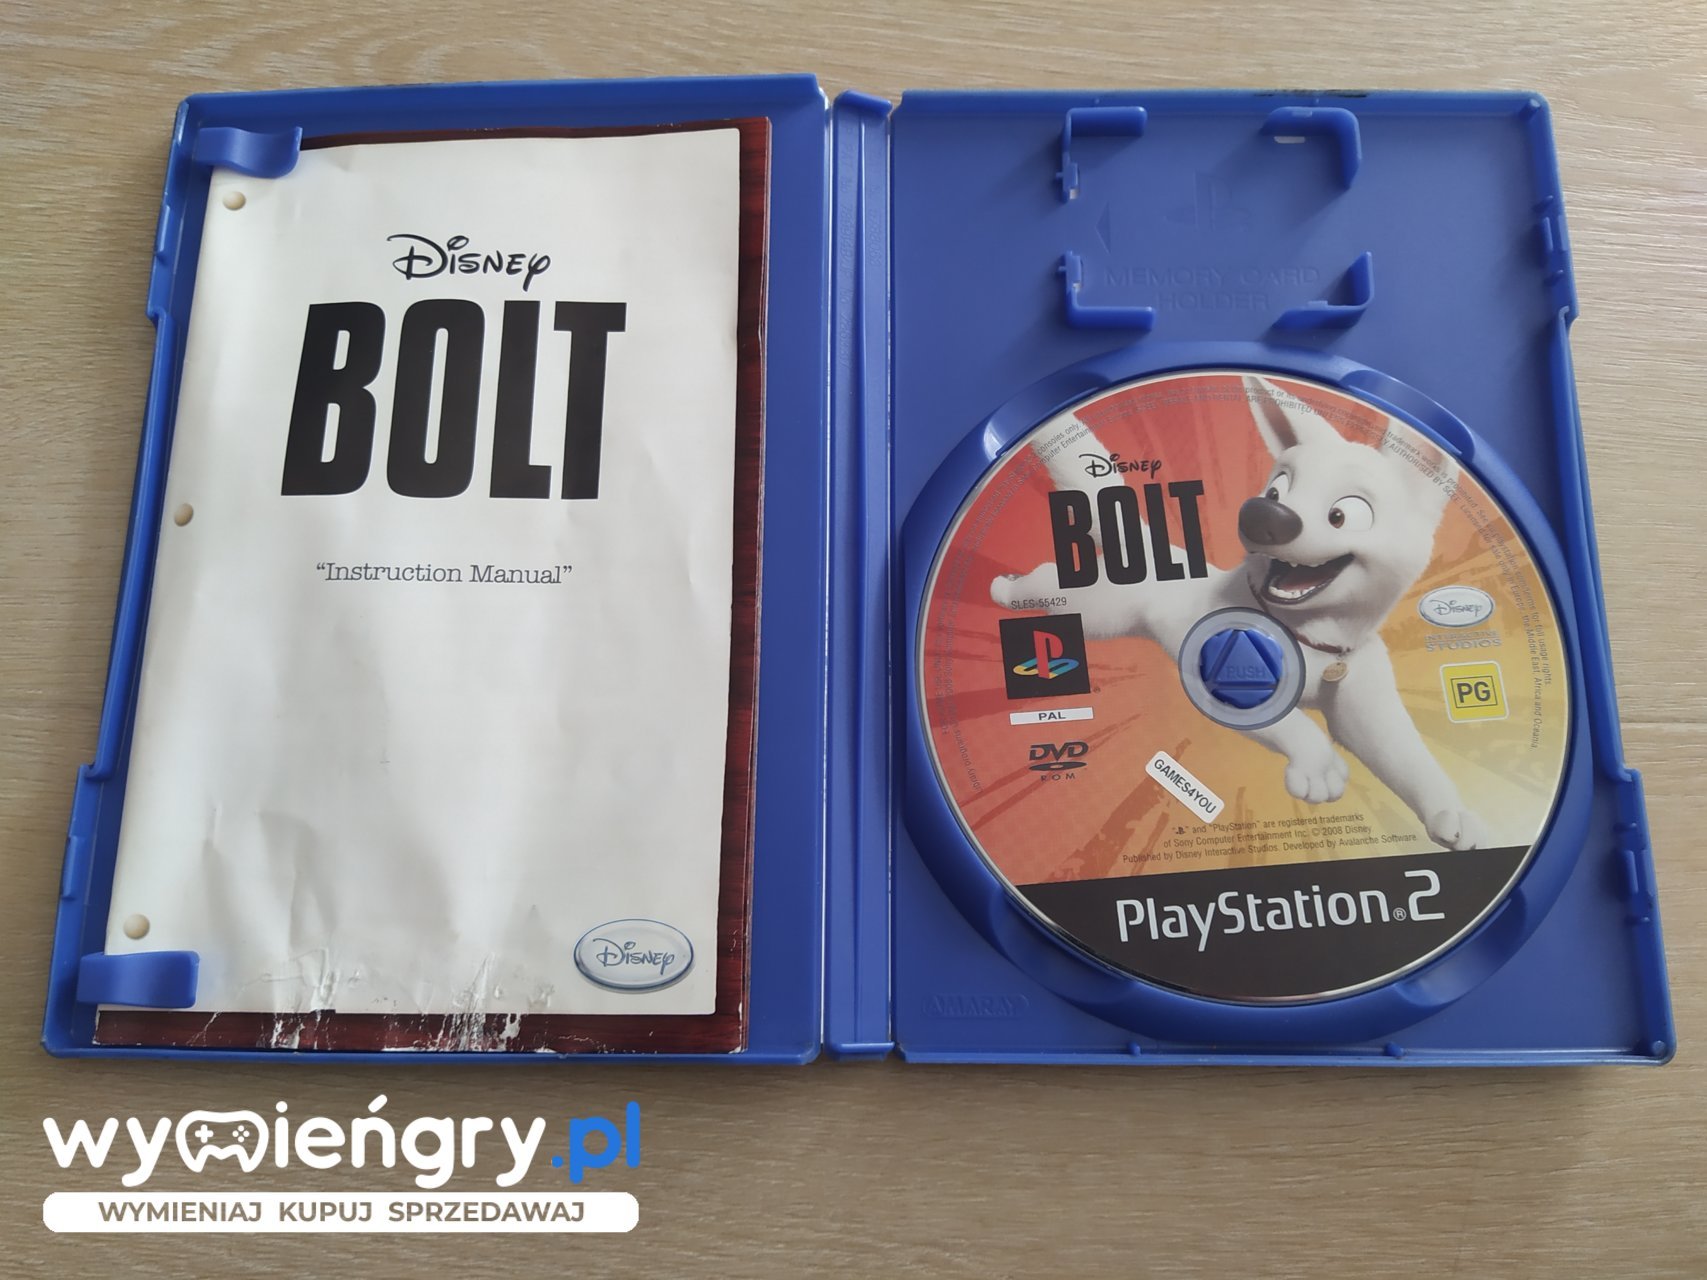 Disney
BOLT
"Instruction Manual"
Disney
MEMORY CARD
HOLDER
Disney
BOLT
SLES-55429
PAL
DVD
ROM
PUSH
Disney
INTERACTIVE
STUDIOS
PG
GAMES4YOU
and "PlayStation" are registered trademarks
of Sony Computer Entertainment Inc. © 2008 Disney
Published by Disney Interactive Studios. Developed by Avalanche Software.
PlayStation®2
AMARAY
wymieńgry.pl
WYMIENIAJ KUPUJ SPRZEDAWAJ